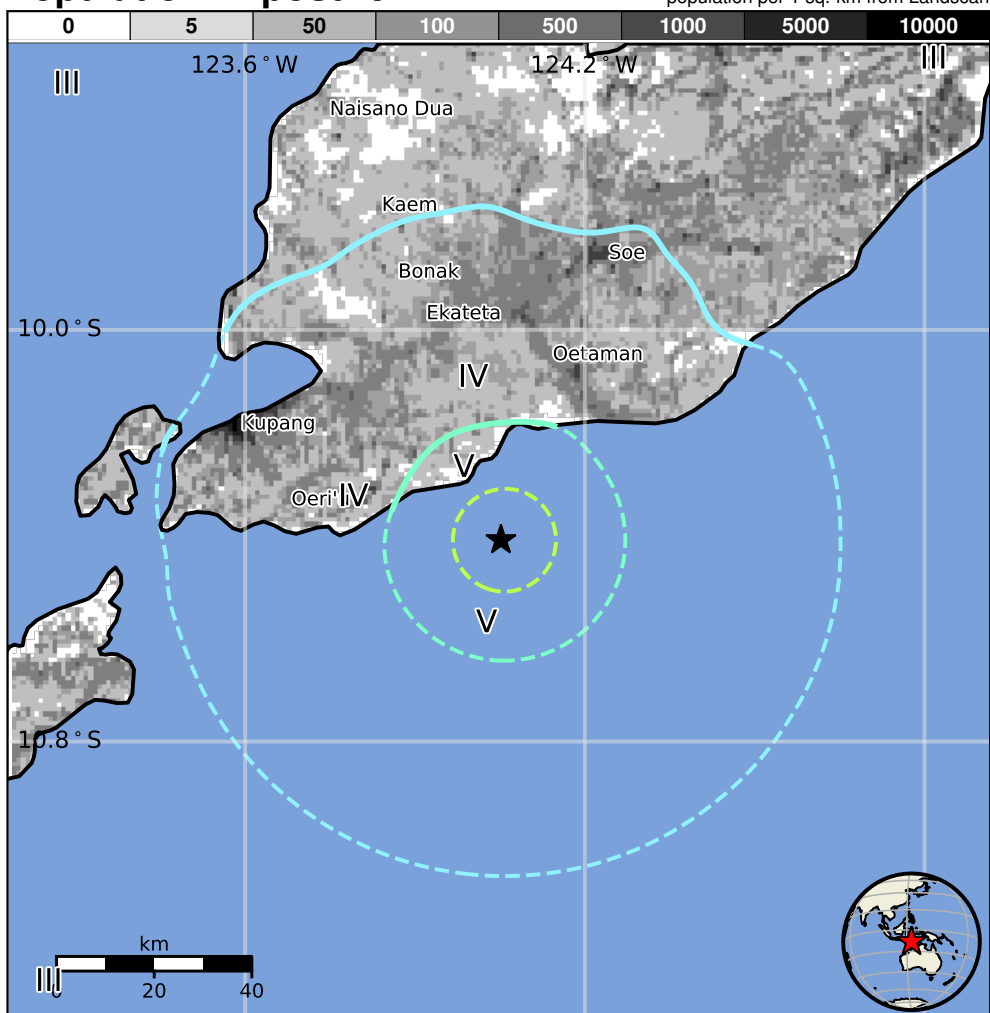 population per 1 sq. km from Landscan
0 5 50 100 500 1000 5000 10000
III
123.6°W
124.2°W
III
Naisano Dua
Kaem
Soe
Bonak
Ekateta
10.0°S
Oetaman
IV
Kupang
V
Oeri'
IV
V
10.8°S
km
III
0 20 40